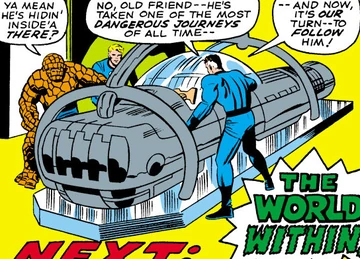 YA MEAN
HE'S HIDIN'
INSIDE'A
THERE?
NO, OLD FRIEND--HE'S
TAKEN ONE OF THE MOST
DANGEROUS JOURNEYS
OF ALL TIME--
-- AND NOW,
IT'S OUR
TURN--TO
FOLLOW
HIM!
NEXT:
THE
WORLD
WITHIN!